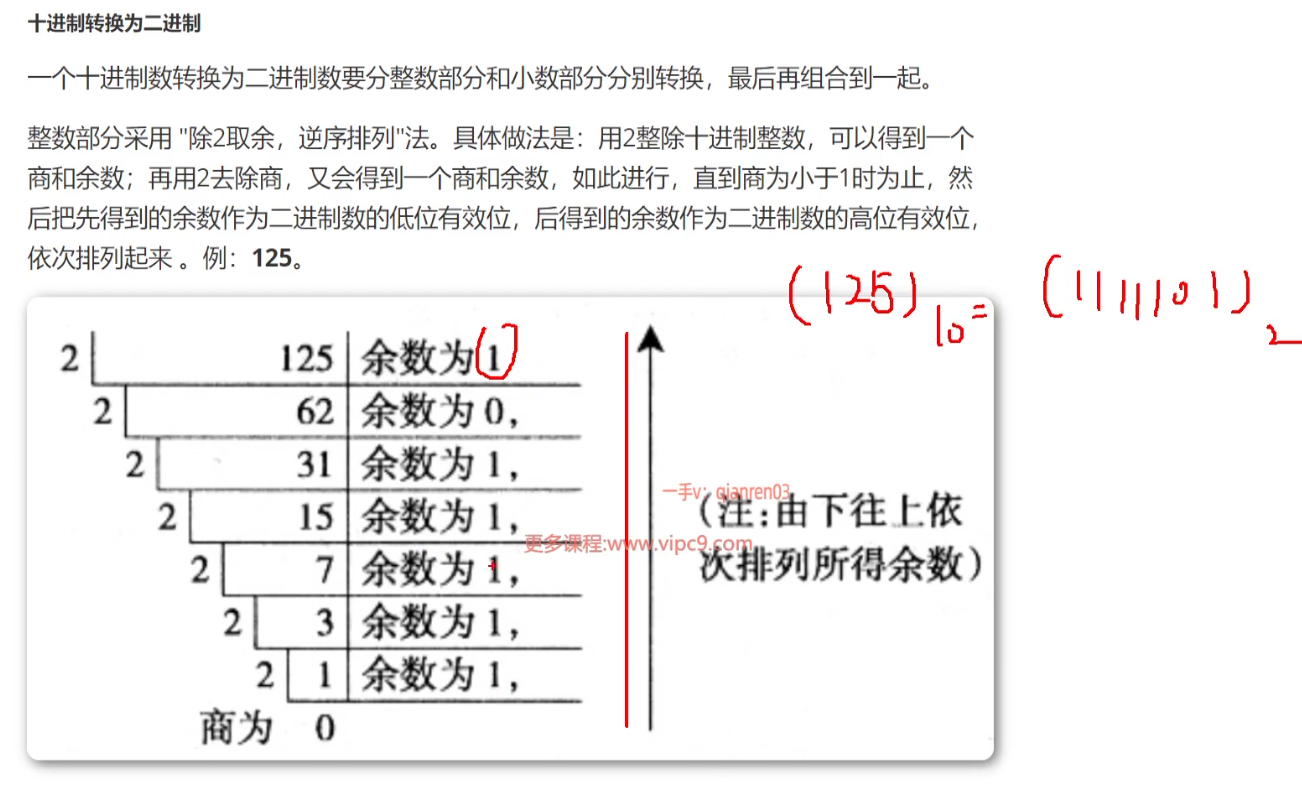 十进制转换为二进制
一个十进制数转换为二进制数要分整数部分和小数部分分别转换，最后再组合到一起。
整数部分采用 "除2取余，逆序排列"法。具体做法是：用2整除十进制整数，可以得到一个
商和余数；再用2去除商，又会得到一个商和余数，如此进行，直到商为小于1时为止，然
后把先得到的余数作为二进制数的低位有效位，后得到的余数作为二进制数的高位有效位，
依次排列起来 。例：125。
(125)10= (1111101)2
2 125 余数为 1
2 62 余数为 0，
2 31 余数为 1，
2 15 余数为 1，
2 7 余数为 1，
2 3 余数为 1，
2 1 余数为 1，
商为 0
一手v：qianren03
（注：由下往上依
更多课程:www.vipc9.com
次排列所得余数）